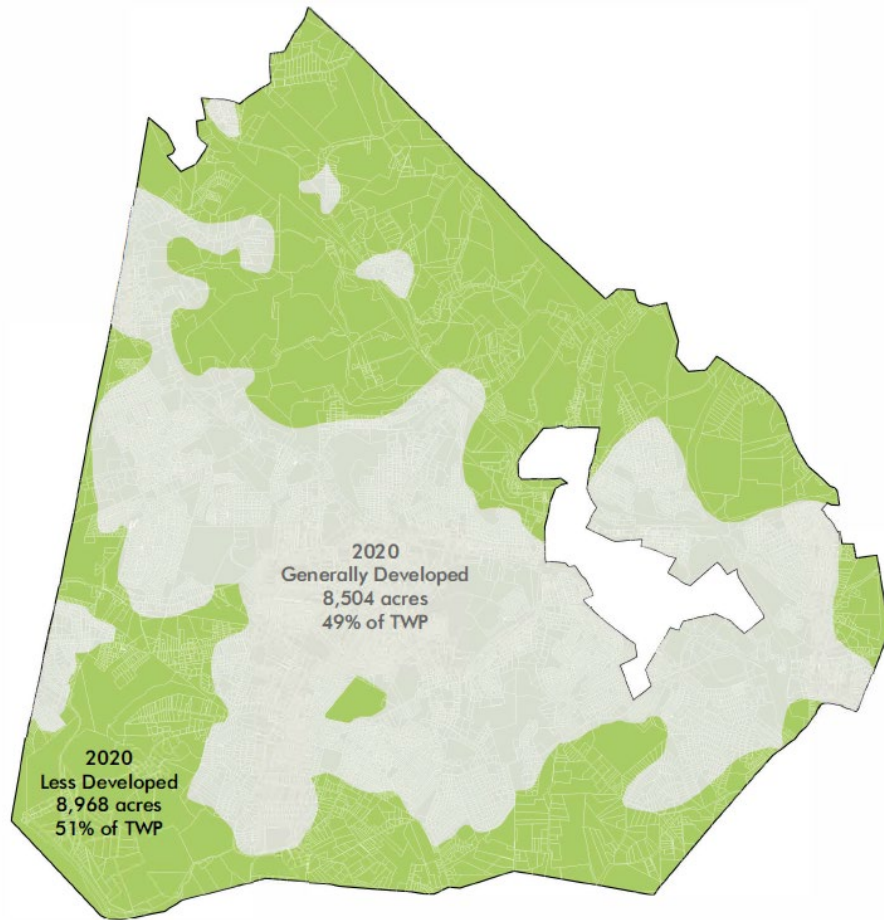 2020
Generally Developed
8,504 acres
49% of TWP
2020
Less Developed
8,968 acres
51% of TWP